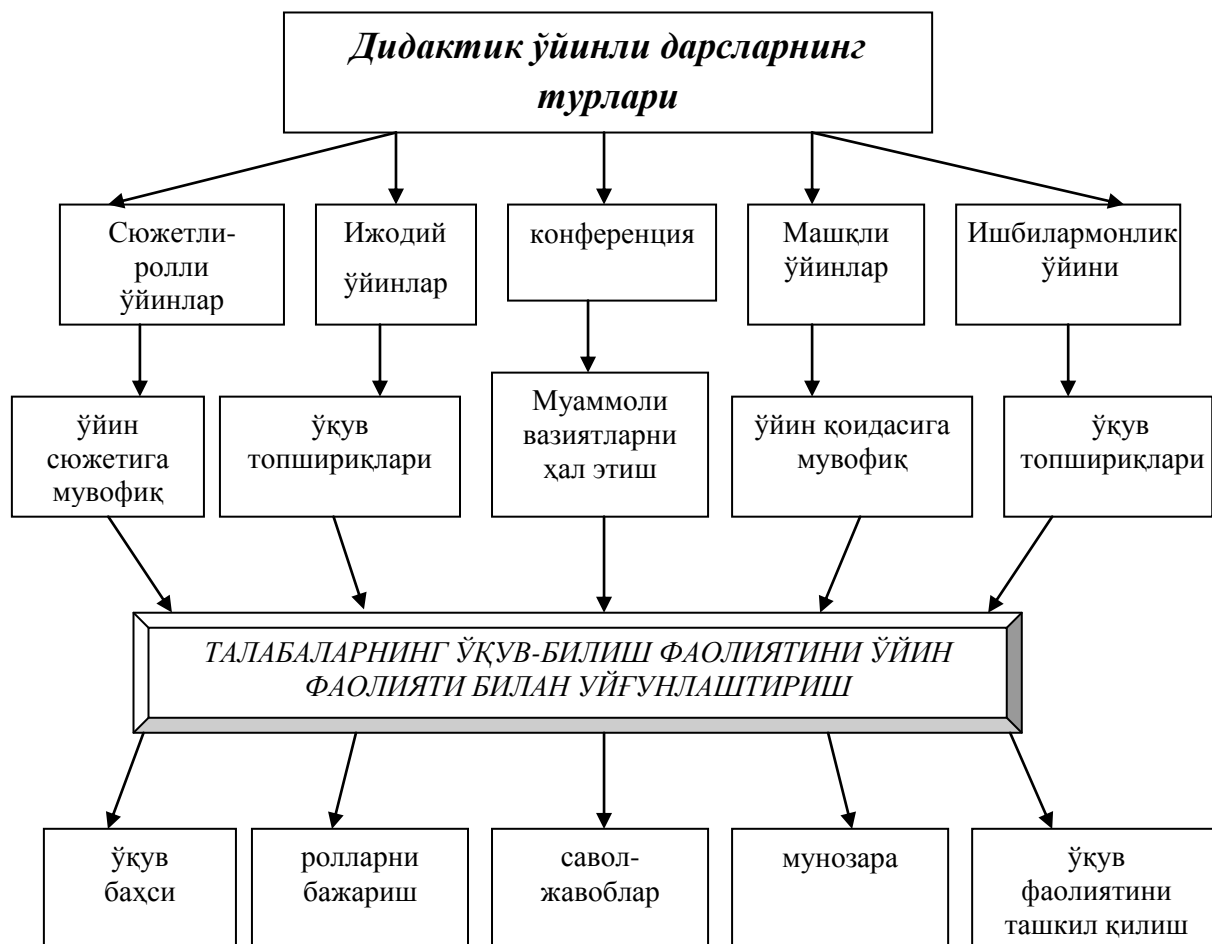 Дидактик ўйинли дарсларнинг
турлари
Сюжетли-
ролли
ўйинлар
Ижодий
ўйинлар
конференция
Машқли
ўйинлар
Ишбилармонлик
ўйини
ўйин
сюжетига
мувофиқ
ўқув
топшириқлари
Муаммоли
вазиятларни
ҳал этиш
ўйин қоидасига
мувофиқ
ўқув
топшириқлари
ТАЛАБАЛАРНИНГ ЎҚУВ-БИЛИШ ФАОЛИЯТИНИ ЎЙИН
ФАОЛИЯТИ БИЛАН УЙҒУНЛАШТИРИШ
ўқув
баҳси
ролларни
бажариш
савол-
жавоблар
мунозара
ўқув
фаолиятини
ташкил қилиш